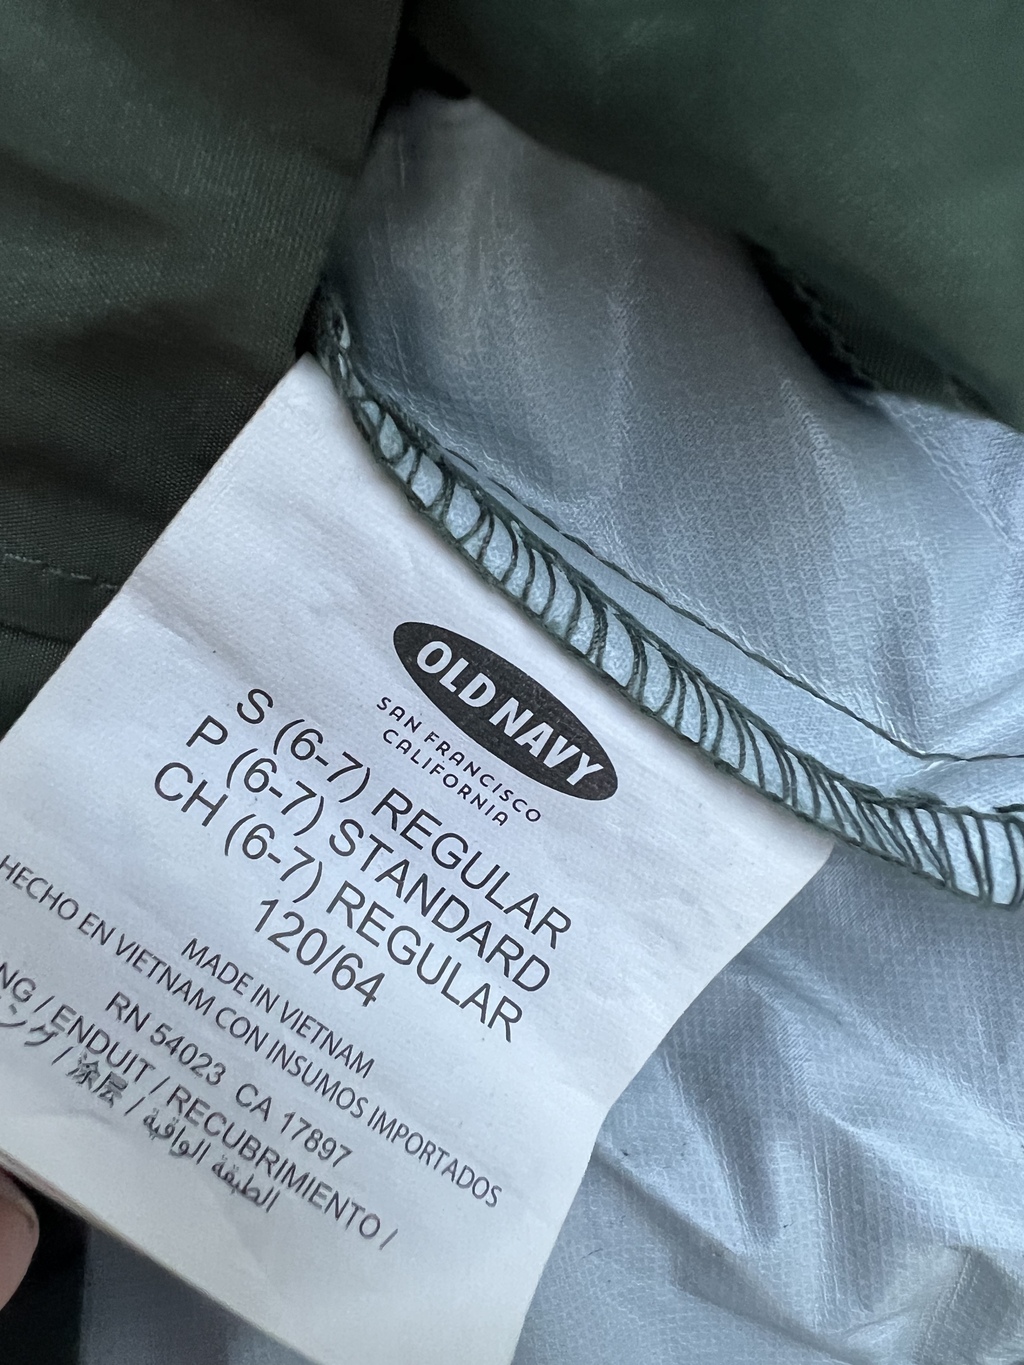 OLD NAVY
SAN FRANCISCO
CALIFORNIA
S (6-7) REGULAR
P (6-7) STANDARD
CH (6-7) REGULAR
120/64
MADE IN VIETNAM
HECHO EN VIETNAM CON INSUMOS IMPORTADOS
RN 54023 CA 17897
/ ENDUIT / RECUBRIMIENTO /
/ 涂层 / الطبقة الواقية